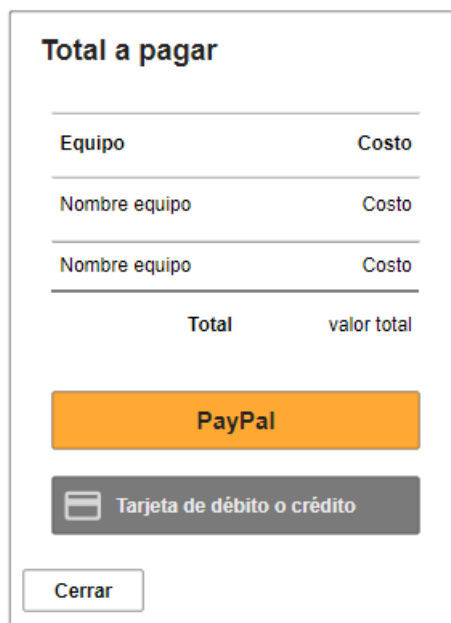 Total a pagar
Equipo Costo
Nombre equipo Costo
Nombre equipo Costo
Total valor total
PayPal
Tarjeta de débito o crédito
Cerrar